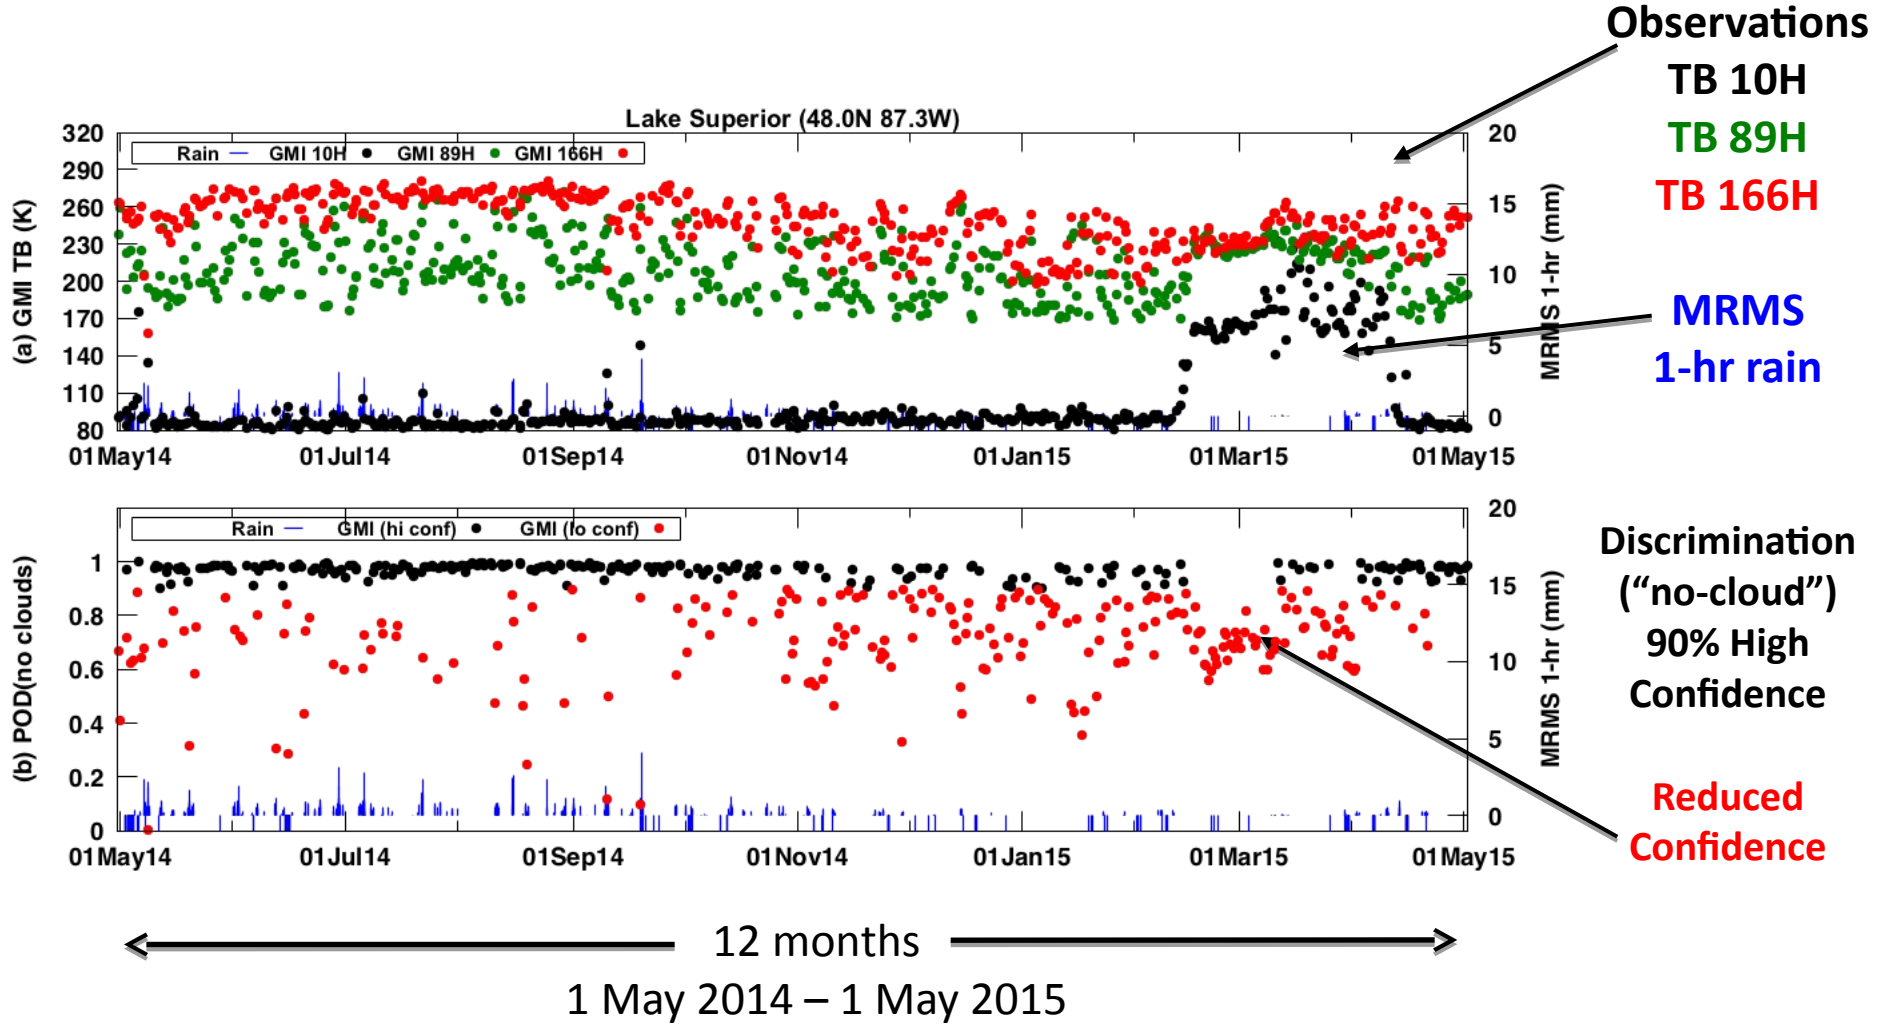 Observations
TB 10H
TB 89H
TB 166H
MRMS
1-hr rain
Lake Superior (48.0N 87.3W)
Rain GMI 10H GMI 89H GMI 166H
(a) GMI TB (K)
320
290
260
230
200
170
140
110
80
20
15
10
5
0
MRMS 1-hr (mm)
01May14 01Jul14 01Sep14 01Nov14 01Jan15 01Mar15 01May15
Rain GMI (hi conf) GMI (lo conf)
(b) POD(no clouds)
1
0.8
0.6
0.4
0.2
0
20
15
10
5
0
MRMS 1-hr (mm)
01May14 01Jul14 01Sep14 01Nov14 01Jan15 01Mar15 01May15
Discrimination
(“no-cloud”)
90% High
Confidence
Reduced
Confidence
12 months
1 May 2014 – 1 May 2015